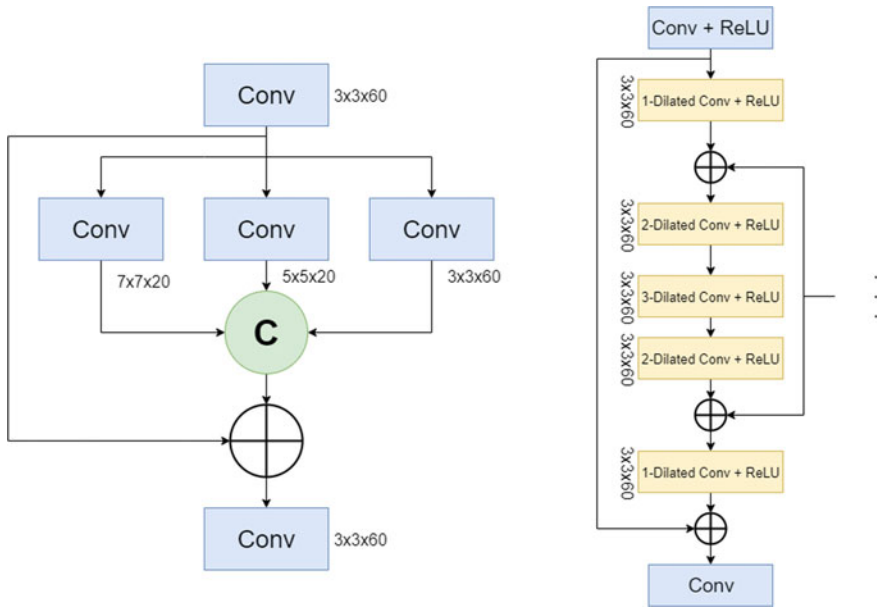 Conv
3x3x60
Conv
Conv
Conv
7x7x20
5x5x20
3x3x60
C
Conv
3x3x60
Conv + ReLU
3x3x60
1-Dilated Conv + ReLU
3x3x60
2-Dilated Conv + ReLU
3x3x60
3-Dilated Conv + ReLU
3x3x60
2-Dilated Conv + ReLU
3x3x60
1-Dilated Conv + ReLU
Conv